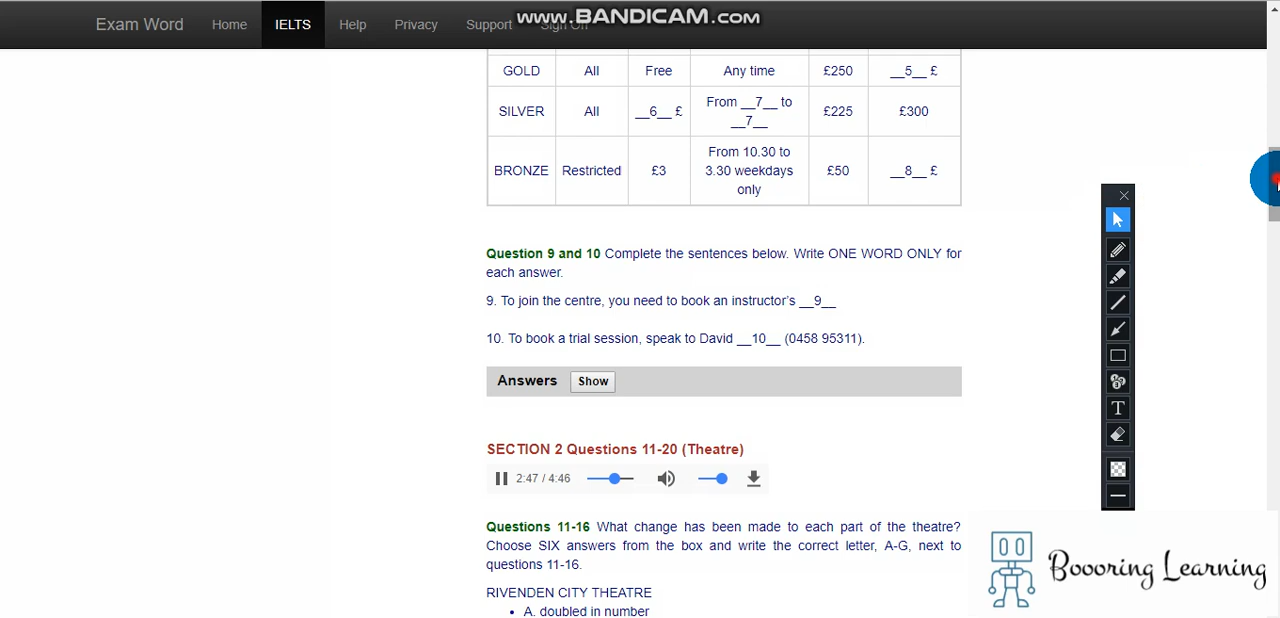 www.BANDICAM.com
Exam Word Home IELTS Help Privacy Support Sign Off
GOLD All Free Any time £250 __5__ £
SILVER All __6__ £ From __7__ to __7__ £225 £300
BRONZE Restricted £3 From 10.30 to 3.30 weekdays only £50 __8__ £
Question 9 and 10 Complete the sentences below. Write ONE WORD ONLY for
each answer.
9. To join the centre, you need to book an instructor's __9__
10. To book a trial session, speak to David __10__ (0458 95311).
Answers Show
SECTION 2 Questions 11-20 (Theatre)
2:47 / 4:46
Questions 11-16 What change has been made to each part of the theatre?
Choose SIX answers from the box and write the correct letter, A-G, next to
questions 11-16.
RIVENDEN CITY THEATRE
• A. doubled in number
T
Boooring Learning